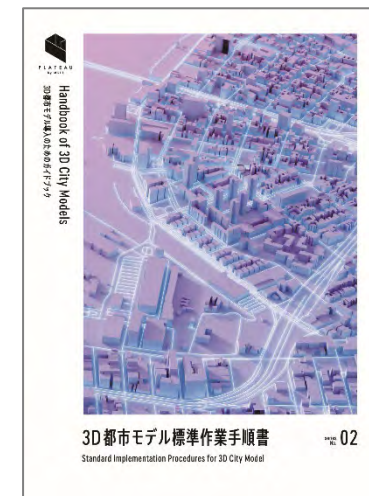 PLATEAU
by MLIT
Handbook of 3D City Models
3D都市モデル導入のためのガイドブック
3D都市モデル標準作業手順書
SERIES No. 02
Standard Implementation Procedures for 3D City Model